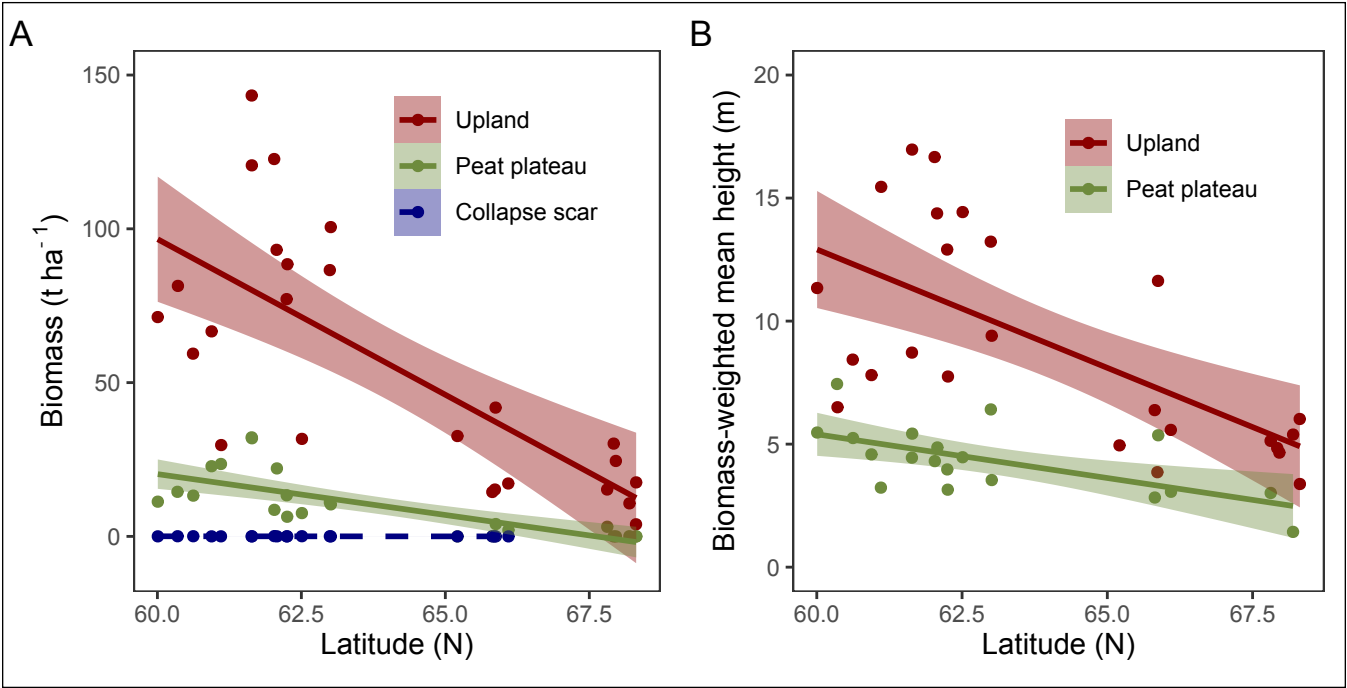 A
Biomass (t ha⁻¹)
150
100
50
0
Upland
Peat plateau
Collapse scar
60.0 62.5 65.0 67.5
Latitude (N)
B
Biomass-weighted mean height (m)
20
15
10
5
0
Upland
Peat plateau
60.0 62.5 65.0 67.5
Latitude (N)